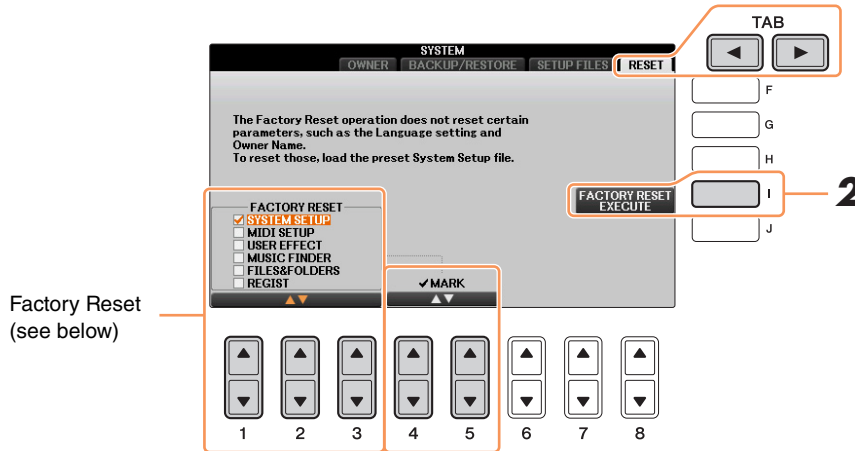 TAB
SYSTEM
OWNER BACKUP/RESTORE SETUP FILES RESET
F
The Factory Reset operation does not reset certain
parameters, such as the Language setting and
Owner Name.
To reset those, load the preset System Setup file.
G
H
FACTORY RESET
EXECUTE
I
2
J
FACTORY RESET
SYSTEM SETUP
MIDI SETUP
USER EFFECT
MUSIC FINDER
FILES&FOLDERS
REGIST
MARK
Factory Reset
(see below)
1 2 3 4 5 6 7 8